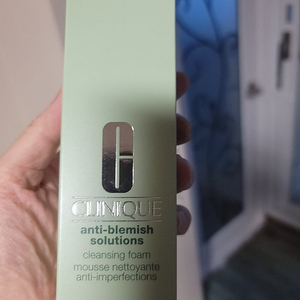 CLINIQUE
anti-blemish
solutions
cleansing foam
mousse nettoyante
anti-imperfections